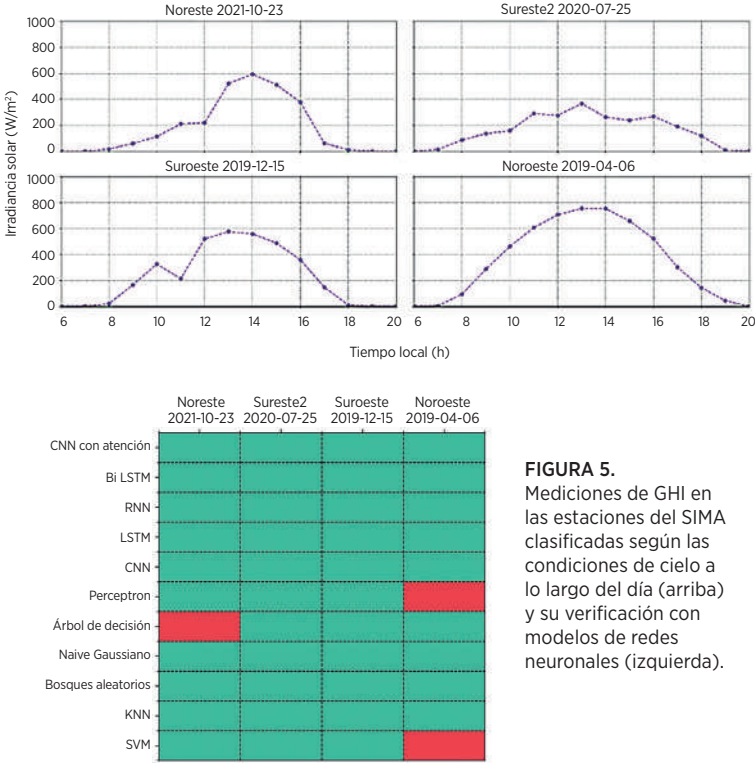 Noreste 2021-10-23
Sureste2 2020-07-25
1000
800
600
400
200
0
Suroeste 2019-12-15
Noroeste 2019-04-06
1000
800
600
400
200
0
Irradiancia solar (W/m²)
6 8 10 12 14 16 18 20
6 8 10 12 14 16 18 20
Tiempo local (h)
Noreste Sureste2 Suroeste Noroeste
2021-10-23 2020-07-25 2019-12-15 2019-04-06
CNN con atención
Bi LSTM
RNN
LSTM
CNN
Perceptron
Árbol de decisión
Naive Gaussiano
Bosques aleatorios
KNN
SVM
FIGURA 5.
Mediciones de GHI en
las estaciones del SIMA
clasificadas según las
condiciones de cielo a
lo largo del día (arriba)
y su verificación con
modelos de redes
neuronales (izquierda).